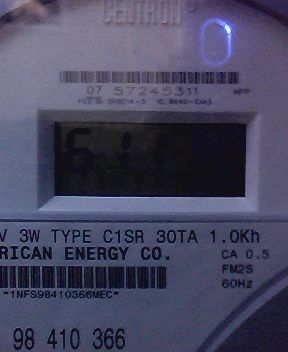 CENTRON
07 57245311
V 3W TYPE C1SR 30TA 1.0Kh
RICAN ENERGY CO. CA 0.5
FM2S
60Hz
*1NFS98410366MEC*
98 410 366